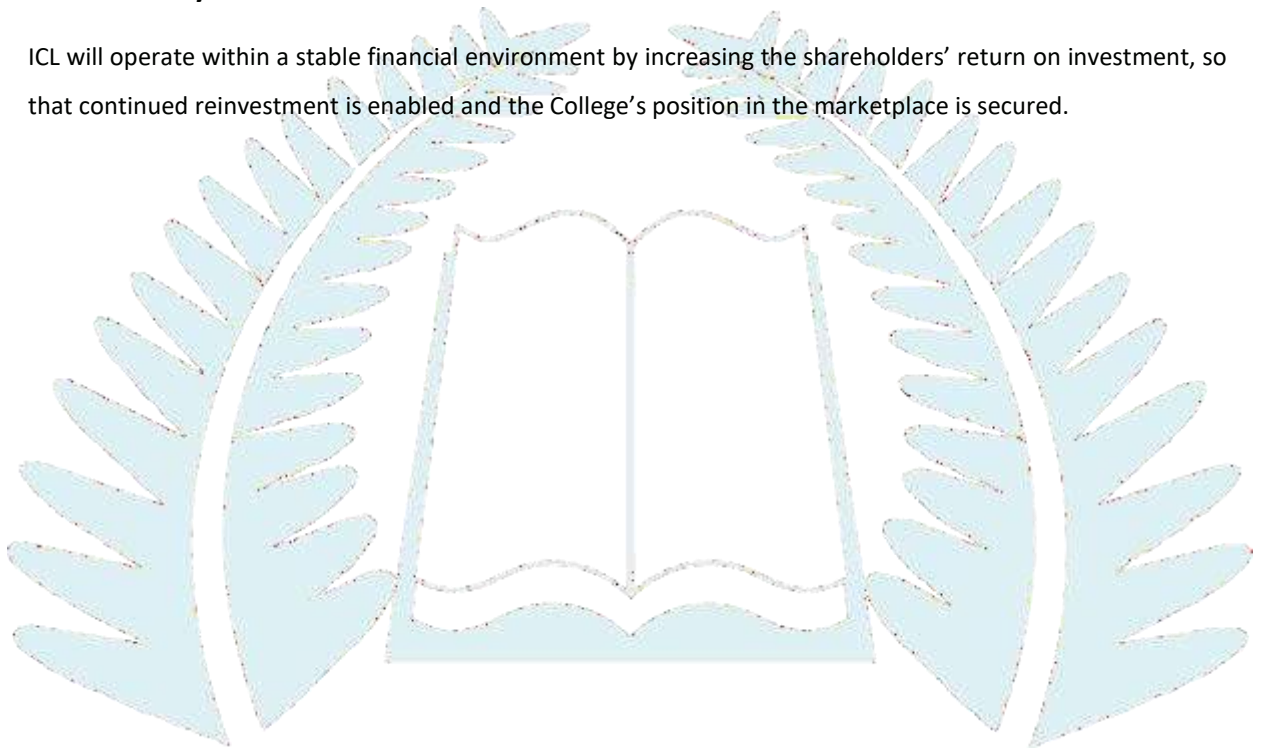 ICL will operate within a stable financial environment by increasing the shareholders’ return on investment, so
that continued reinvestment is enabled and the College’s position in the marketplace is secured.